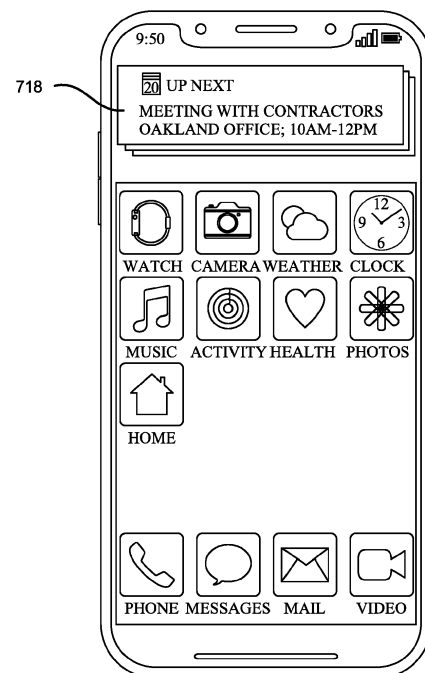 9:50
718
20 UP NEXT
MEETING WITH CONTRACTORS
OAKLAND OFFICE; 10AM-12PM
12
9 3
6
WATCH CAMERA WEATHER CLOCK
MUSIC ACTIVITY HEALTH PHOTOS
HOME
PHONE MESSAGES MAIL VIDEO